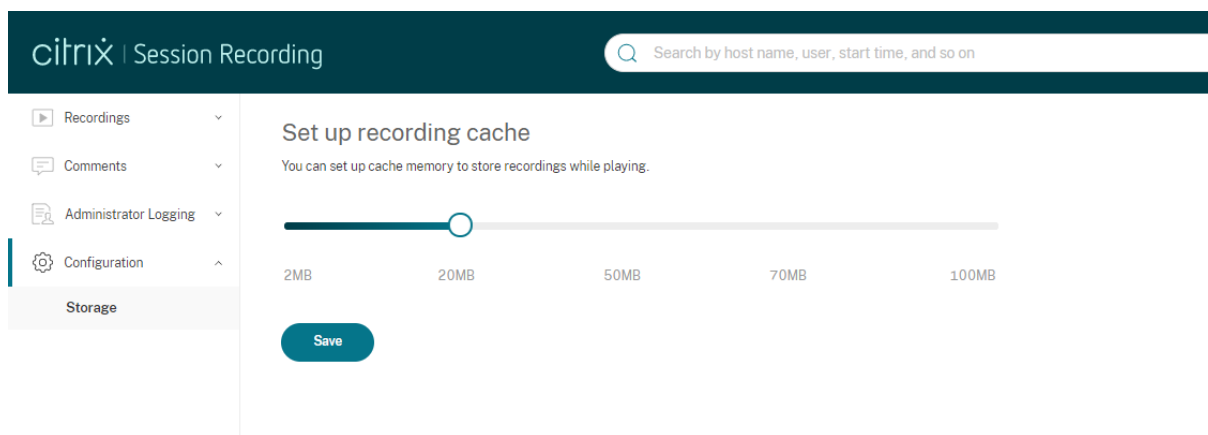 citrix | Session Recording
Search by host name, user, start time, and so on
Recordings
Comments
Administrator Logging
Configuration
Storage
Set up recording cache
You can set up cache memory to store recordings while playing.
2MB 20MB 50MB 70MB 100MB
Save